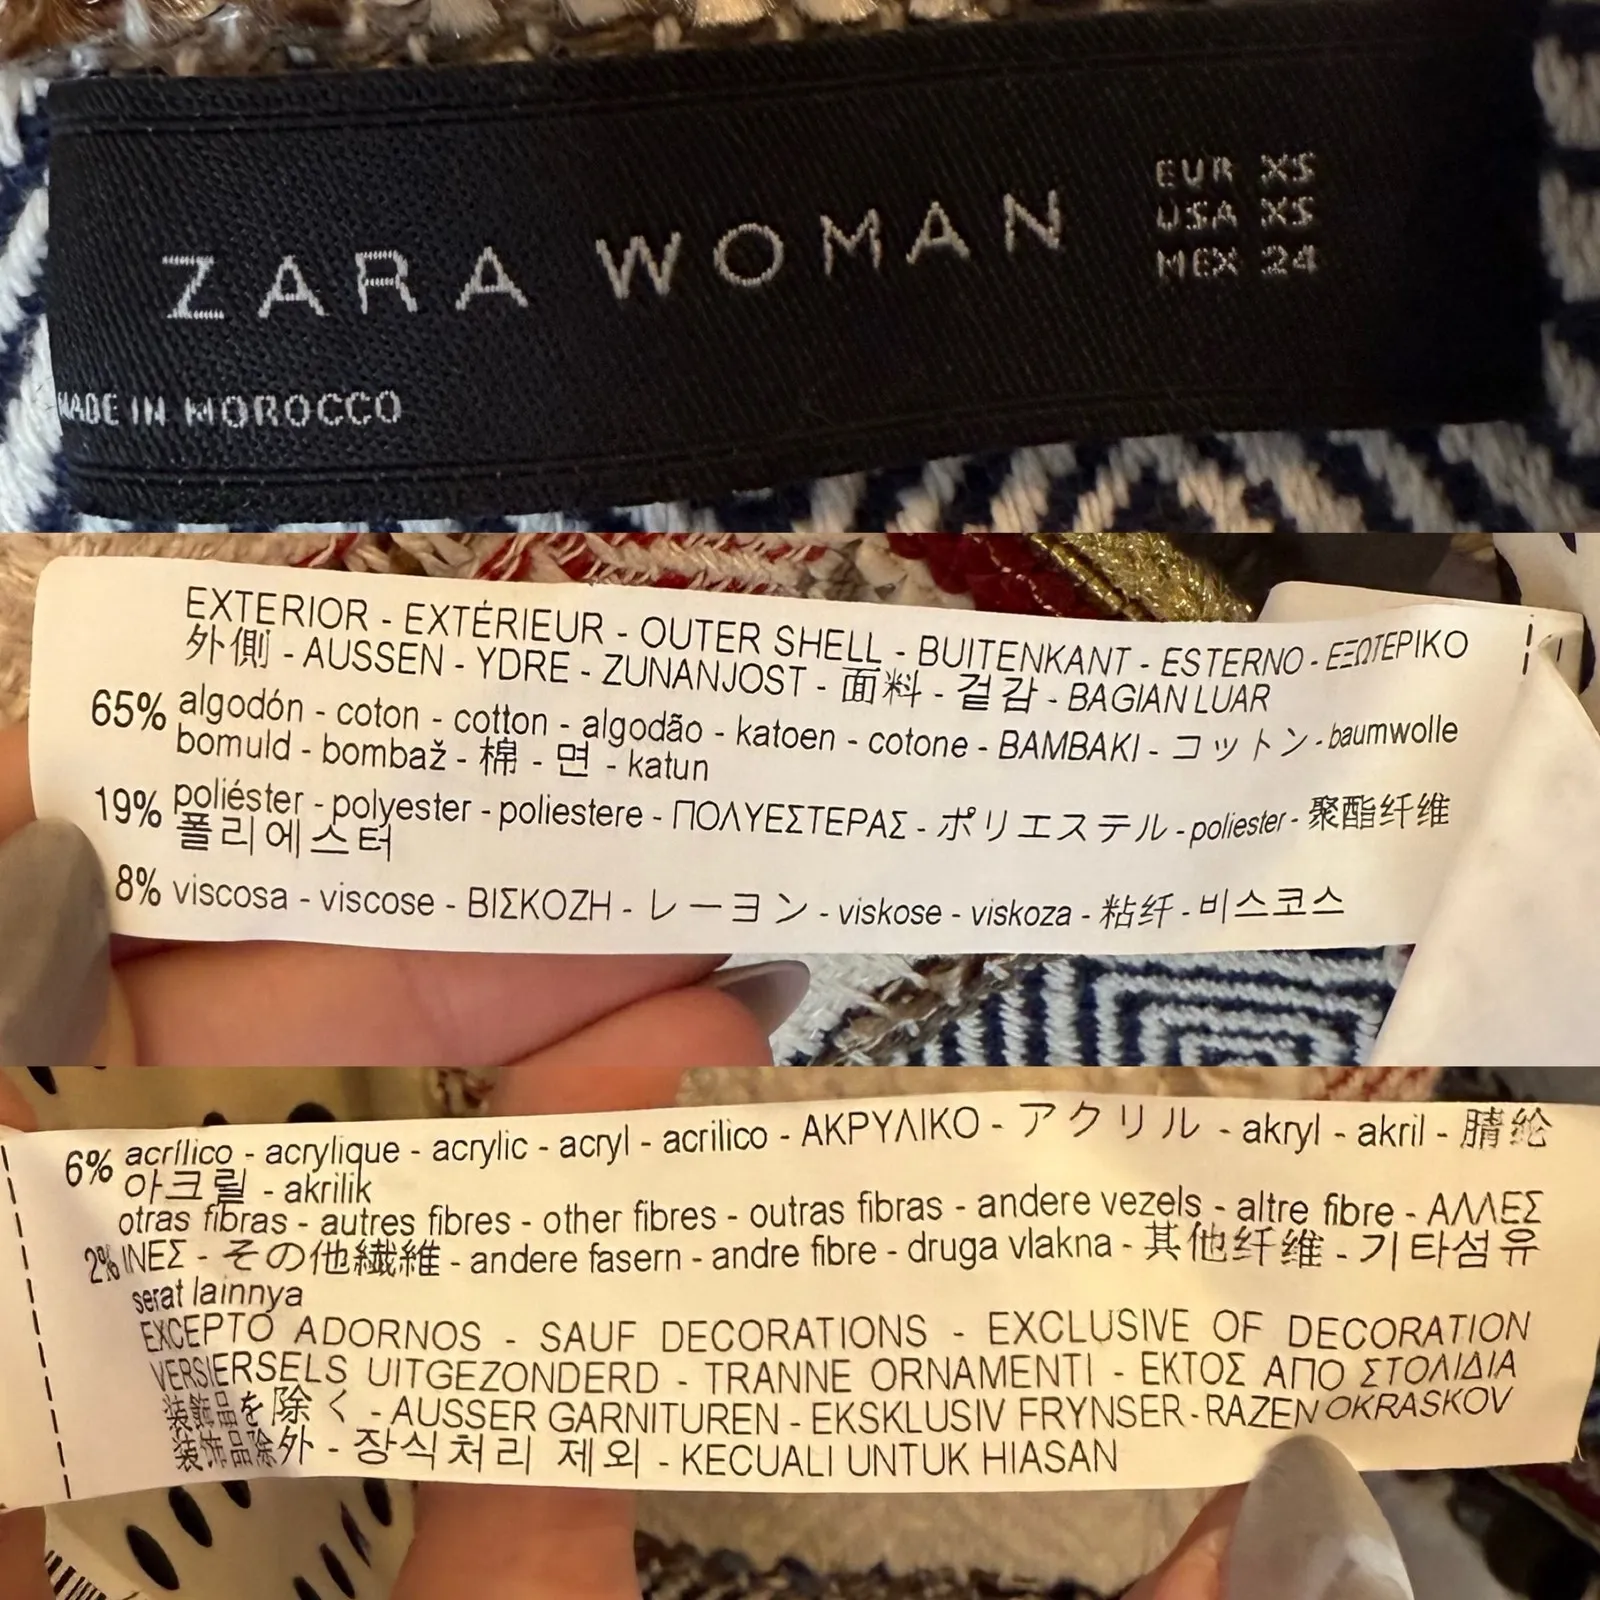 ZARA WOMAN
EUR XS
USA XS
MEX 24
MADE IN MOROCCO
EXTERIOR - EXTÉRIEUR - OUTER SHELL - BUITENKANT - ESTERNO - ΕΞΩΤΕΡΙΚΟ
外側 - AUSSEN - YDRE - ZUNANJOST - 面料 - 겉감 - BAGIAN LUAR
65% algodón - coton - cotton - algodão - katoen - cotone - BAMBAKI - コットン - baumwolle
bomuld - bombaž - 棉 - 면 - katun
19% poliéster - polyester - poliestere - ΠΟΛΥΕΣΤΕΡΑΣ - ポリエステル - poliester - 聚酯纤维
폴리에스터
8% viscosa - viscose - ΒΙΣΚΟΖΗ - レーヨン - viskose - viskoza - 粘纤 - 비스코스
6% acrílico - acrylique - acrylic - acryl - acrilico - ΑΚΡΥΛΙΚΟ - アクリル - akryl - akril - 腈纶
아크릴 - akrilik
otras fibras - autres fibres - other fibres - outras fibras - andere vezels - altre fibre - ΑΛΛΕΣ
2% ΙΝΕΣ - その他繊維 - andere fasern - andre fibre - druga vlakna - 其他纤维 - 기타섬유
serat lainnya
EXCEPTO ADORNOS - SAUF DECORATIONS - EXCLUSIVE OF DECORATION
VERSIERSELS UITGEZONDERD - TRANNE ORNAMENTI - ΕΚΤΟΣ ΑΠΟ ΣΤΟΛΙΔΙΑ
装飾品を除く - AUSSER GARNITUREN - EKSKLUSIV FRYNSER - RAZEN OKRASKOV
装饰品除外 - 장식처리 제외 - KECUALI UNTUK HIASAN